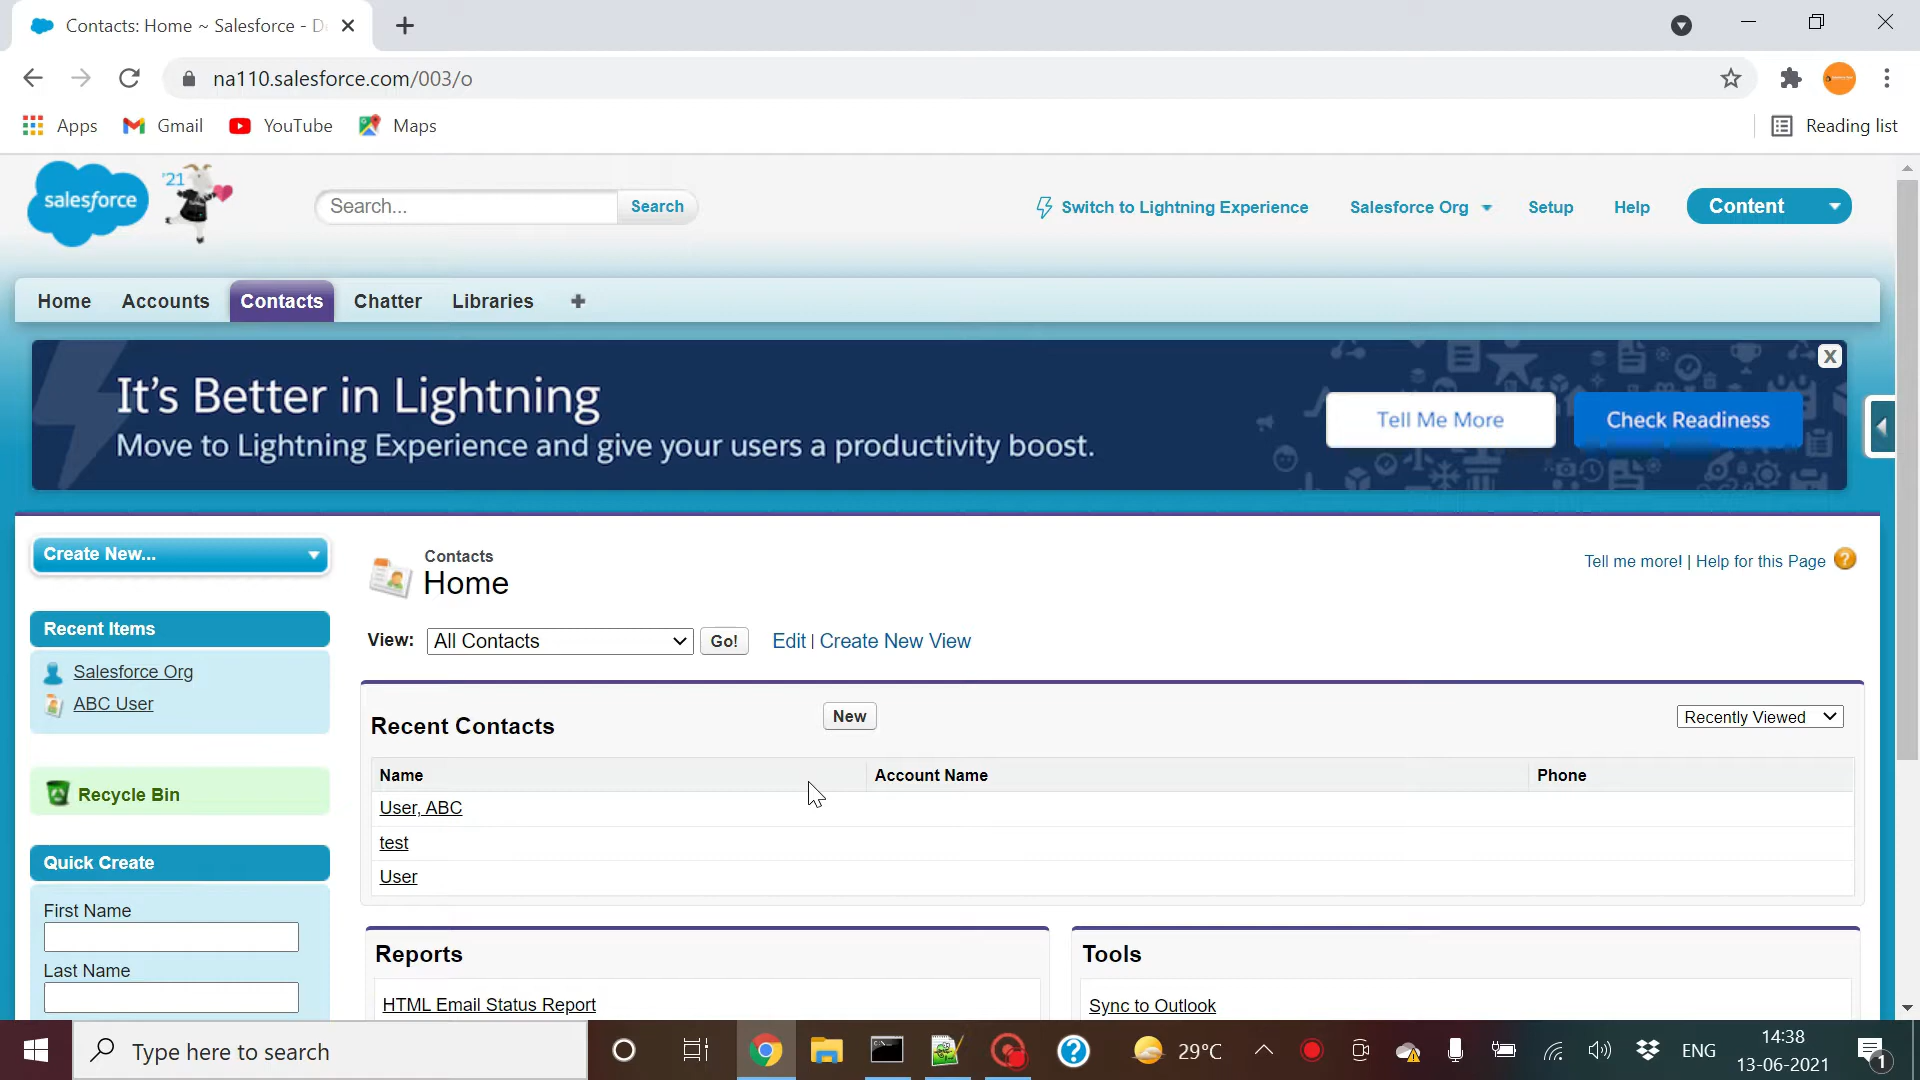 Contacts: Home ~ Salesforce - D
na110.salesforce.com/003/o
Apps
Gmail
YouTube
Maps
Reading list
salesforce
'21
Search...
Search
Switch to Lightning Experience
Salesforce Org
Setup
Help
Content
Home
Accounts
Contacts
Chatter
Libraries
It's Better in Lightning
Move to Lightning Experience and give your users a productivity boost.
Tell Me More
Check Readiness
X
Create New...
Contacts
Home
Tell me more! | Help for this Page
?
View:
All Contacts
Go!
Edit | Create New View
Recent Items
Salesforce Org
ABC User
Recycle Bin
Quick Create
First Name
Last Name
Recent Contacts
New
Recently Viewed
Name
Account Name
Phone
User, ABC
test
User
Reports
HTML Email Status Report
Tools
Sync to Outlook
Type here to search
29°C
ENG
14:38
13-06-2021
1